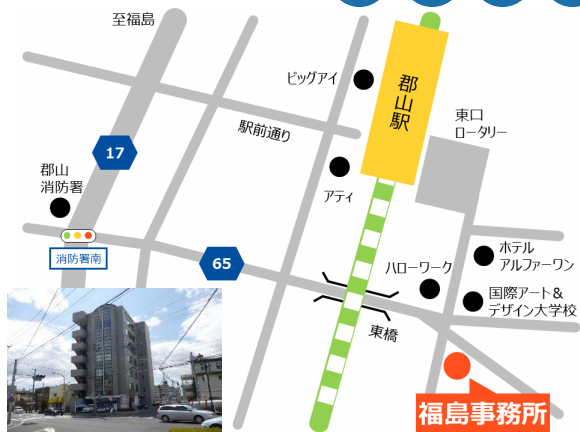 至福島
ビッグアイ
郡山駅
東口
ロータリー
駅前通り
17
郡山
消防署
アティ
消防署南
65
ハローワーク
ホテル
アルファーワン
国際アート&
デザイン大学校
東橋
福島事務所